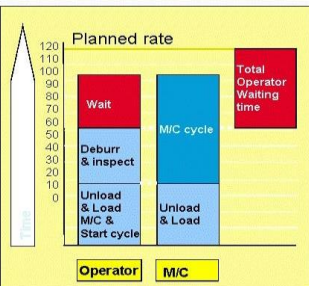 Planned rate
120
110
100
90
80
70
60
50
40
30
20
10
0
Wait
Deburr
& inspect
Unload
& Load
M/C &
Start cycle
M/C cycle
Unload
& Load
Total
Operator
Waiting
time
Time
Operator
M/C